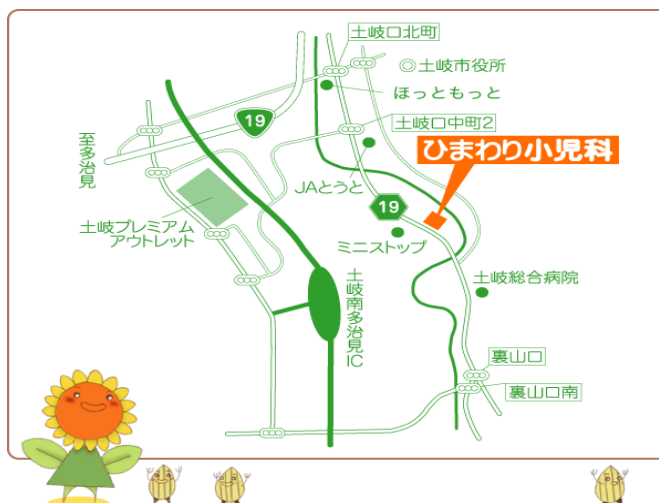 土岐口北町
土岐市役所
ほっともっと
19
土岐口中町2
至多治見
ひまわり小児科
JAとうと
19
土岐プレミアム
アウトレット
ミニストップ
土岐南多治見IC
土岐総合病院
裏山口
裏山口南